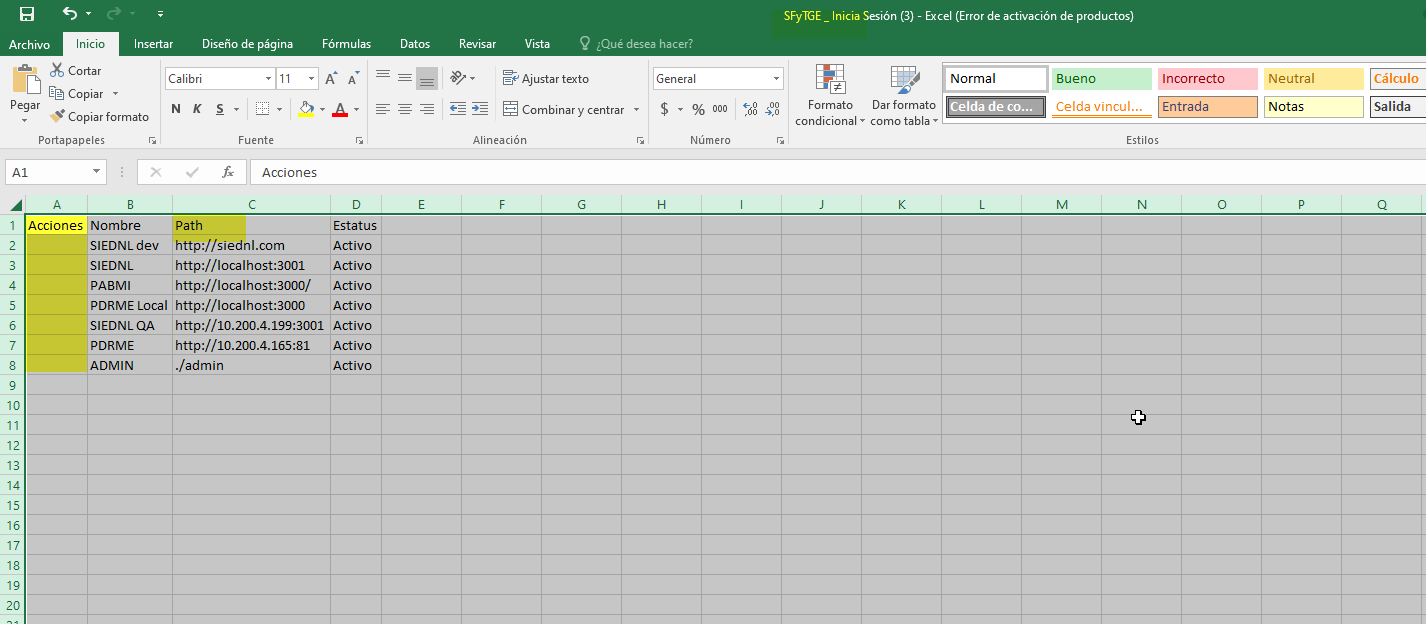 SFyTGE _ Inicia Sesión (3) - Excel (Error de activación de productos)
Archivo Inicio Insertar Diseño de página Fórmulas Datos Revisar Vista ¿Qué desea hacer?
Pegar
Cortar
Copiar
Copiar formato
Portapapeles
Calibri 11 A A
N K S A
Fuente
Ajustar texto
Combinar y centrar
Alineación
General
$ % 000 ,00 ,00
Número
Formato condicional
Dar formato como tabla
Normal Bueno Incorrecto Neutral Cálculo
Celda de co... Celda vincul... Entrada Notas Salida
Estilos
A1 fx Acciones
A B C D E F G H I J K L M N O P Q
1 Acciones Nombre Path Estatus
2 SIEDNL dev http://siednl.com Activo
3 SIEDNL http://localhost:3001 Activo
4 PABMI http://localhost:3000/ Activo
5 PDRME Local http://localhost:3000 Activo
6 SIEDNL QA http://10.200.4.199:3001 Activo
7 PDRME http://10.200.4.165:81 Activo
8 ADMIN ./admin Activo
9
10
11
12
13
14
15
16
17
18
19
20